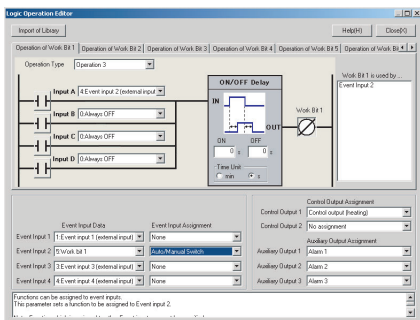 Logic Operation Editor
Import of Library
Help(H)
Close(X)
Operation of Work Bit 1
Operation of Work Bit 2
Operation of Work Bit 3
Operation of Work Bit 4
Operation of Work Bit 5
Operation of Work Bi
Operation Type
Operation 3
Input A
4:Event input 2 (external input
Input B
0:Always OFF
Input C
0:Always OFF
Input D
0:Always OFF
ON/OFF Delay
IN
OUT
ON
OFF
0 s
0 s
Time Unit
min
s
Work Bit 1
Work Bit 1 is used by ...
Event Input 2
Event Input Data
Event Input Assignment
Event Input 1
1:Event input 1 (external input)
None
Event Input 2
5:Work bit 1
Auto/Manual Switch
Event Input 3
3:Event input 3 (external input)
None
Event Input 4
4:Event input 4 (external input)
None
Control Output Assignment
Control Output 1
Control output (heating)
Control Output 2
No assignment
Auxiliary Output Assignment
Auxiliary Output 1
Alarm 1
Auxiliary Output 2
Alarm 2
Auxiliary Output 3
Alarm 3
Functions can be assigned to event inputs.
This parameter sets a function to be assigned to Event input 2.